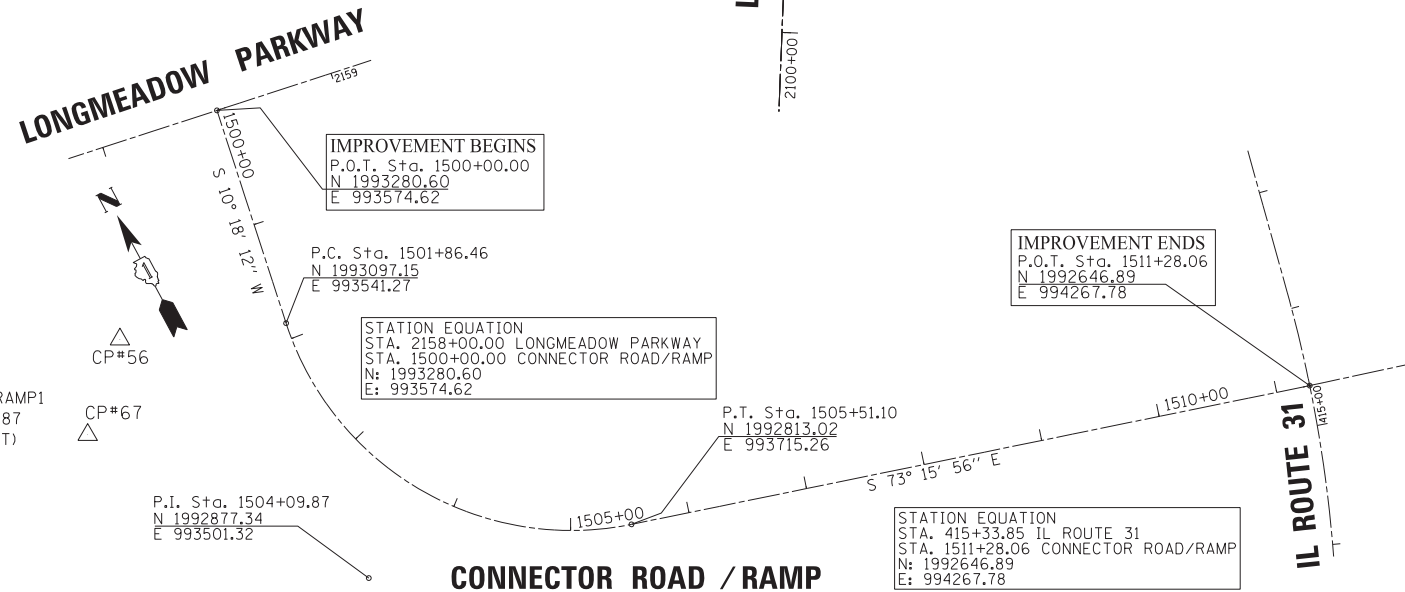 LONGMEADOW PARKWAY
2159
2100+00
L
1500+00
IMPROVEMENT BEGINS
P.O.T. Sta. 1500+00.00
N 1993280.60
E 993574.62
S 10° 18' 12" W
N
P.C. Sta. 1501+86.46
N 1993097.15
E 993541.27
IMPROVEMENT ENDS
P.O.T. Sta. 1511+28.06
N 1992646.89
E 994267.78
STATION EQUATION
STA. 2158+00.00 LONGMEADOW PARKWAY
STA. 1500+00.00 CONNECTOR ROAD/RAMP
N: 1993280.60
E: 993574.62
CP#56
RAMP1
87
T)
CP#67
P.T. Sta. 1505+51.10
N 1992813.02
E 993715.26
1510+00
415+00
IL ROUTE 31
S 73° 15' 56" E
P.I. Sta. 1504+09.87
N 1992877.34
E 993501.32
1505+00
STATION EQUATION
STA. 415+33.85 IL ROUTE 31
STA. 1511+28.06 CONNECTOR ROAD/RAMP
N: 1992646.89
E: 994267.78
CONNECTOR ROAD / RAMP